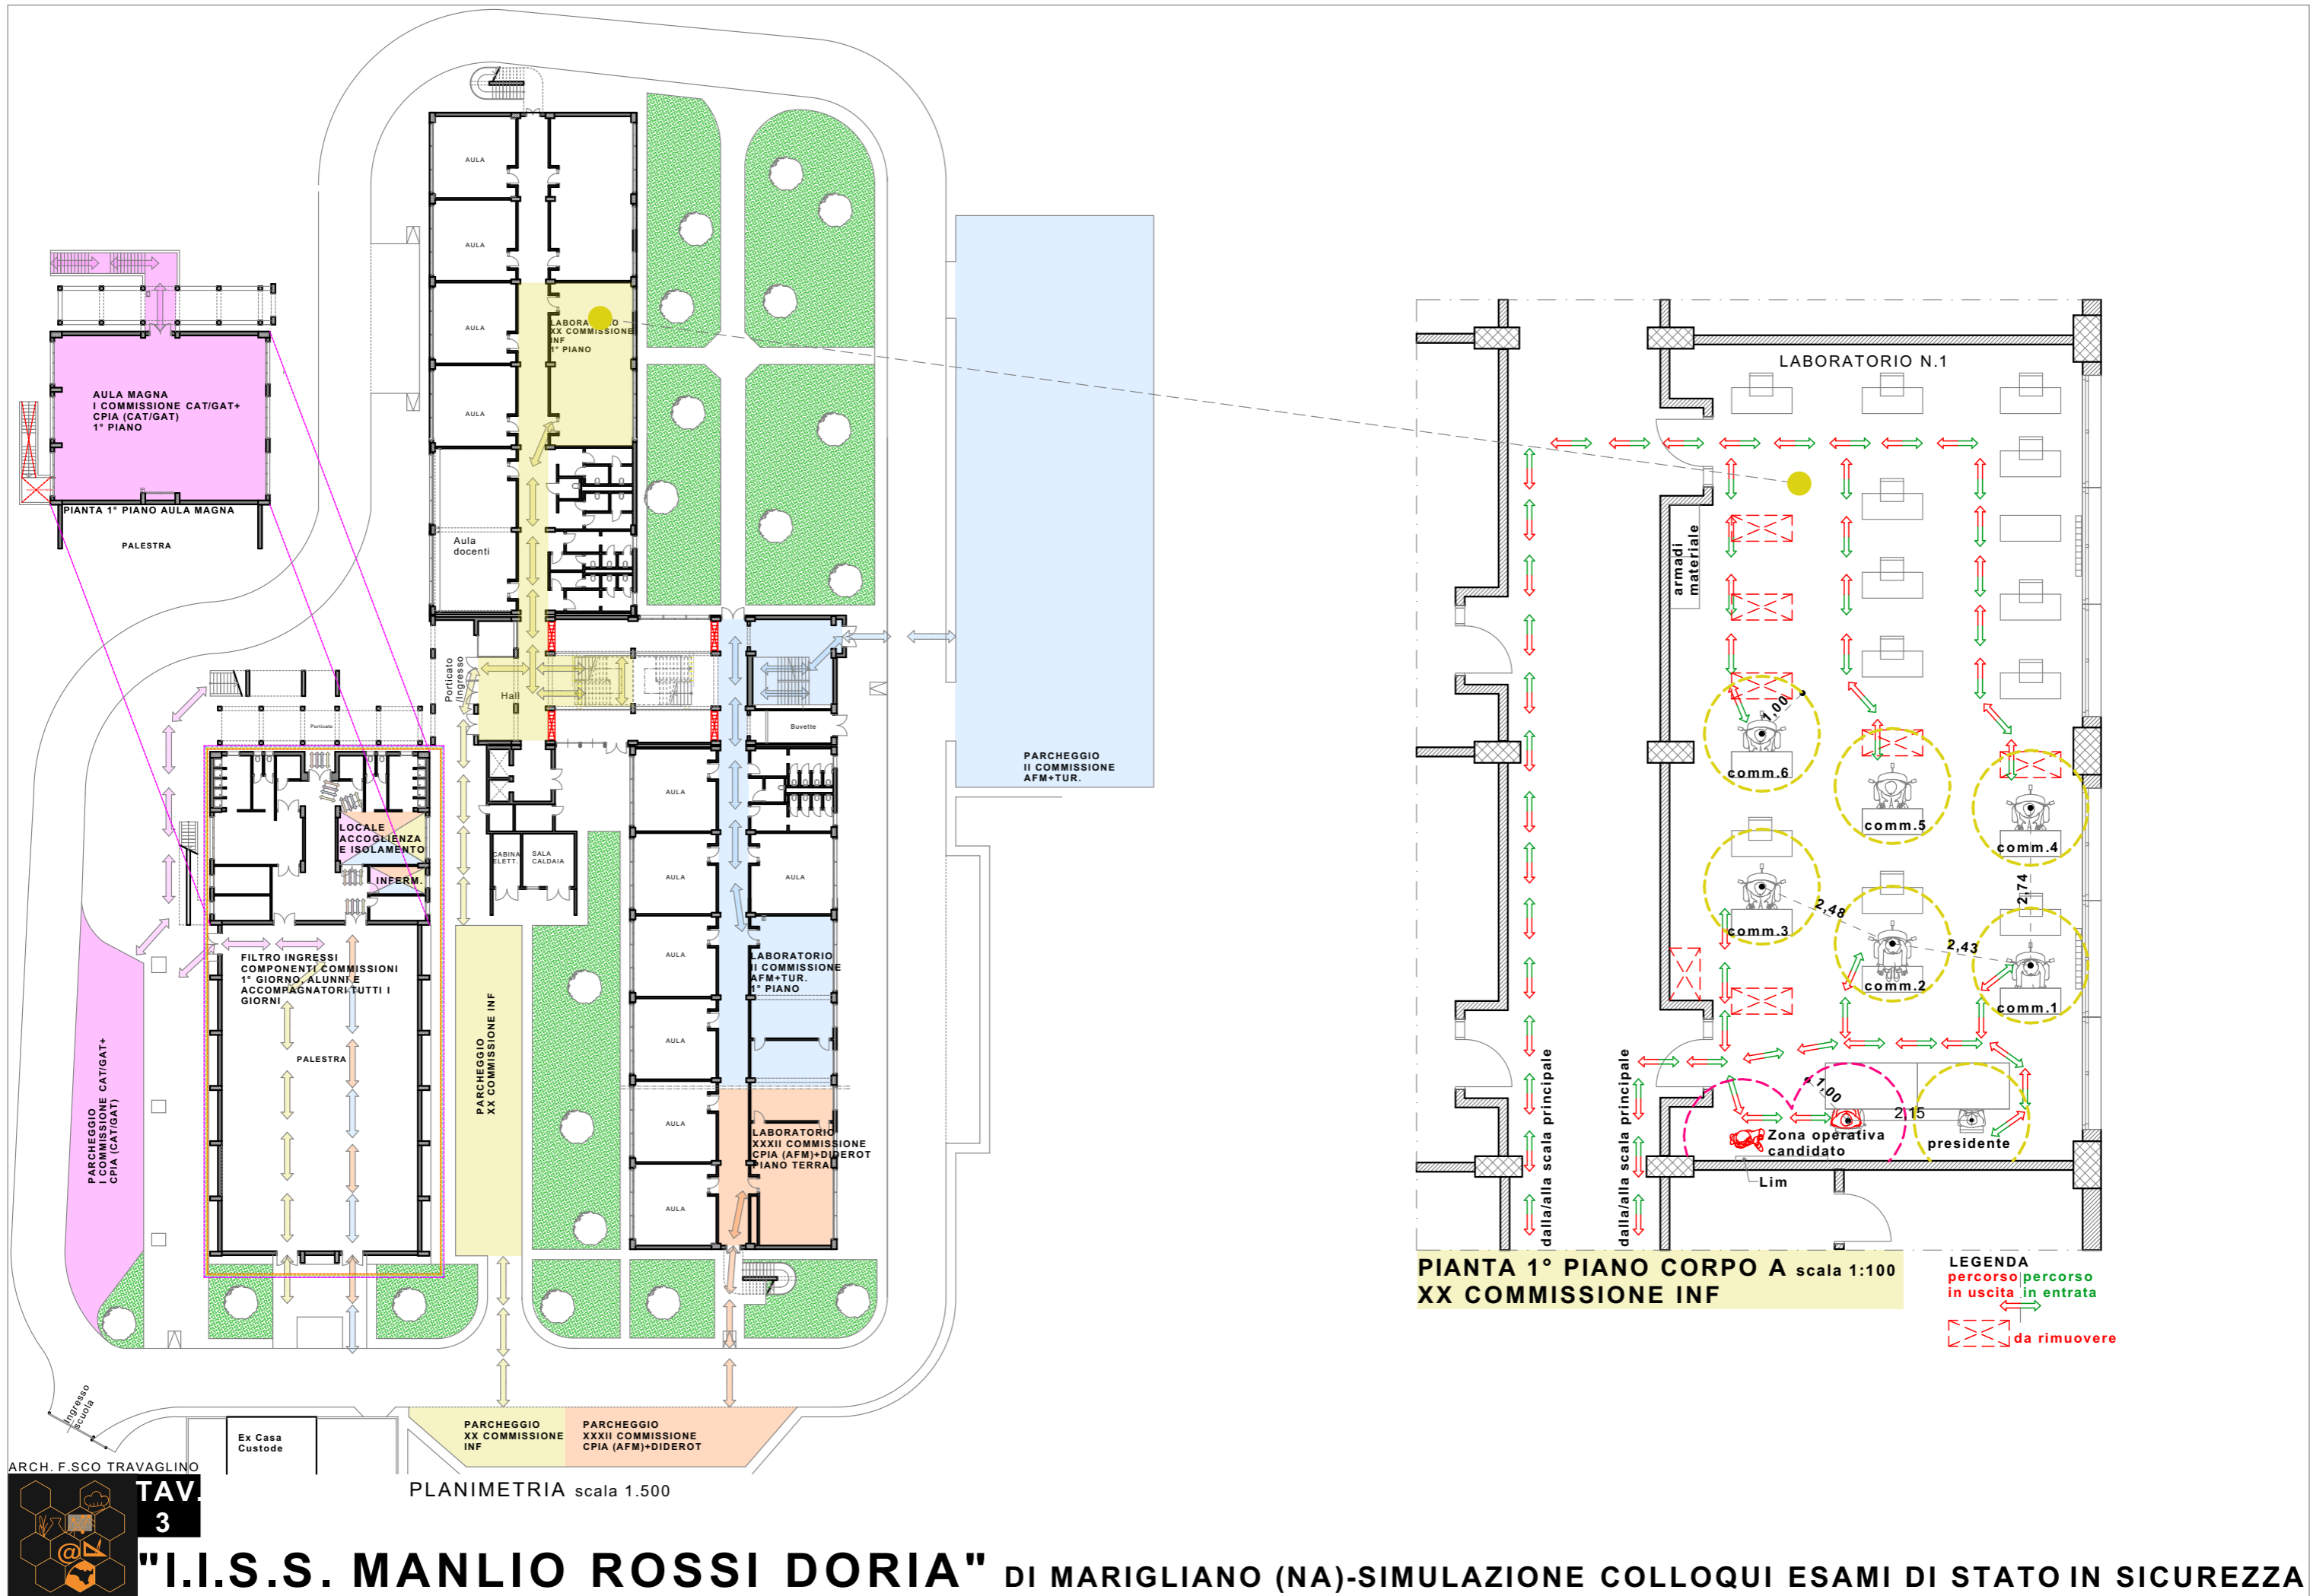 AULA
AULA
AULA
AULA
LABORATORIO
XX COMMISSIONE
INF
1° PIANO
AULA MAGNA
I COMMISSIONE CAT/GAT+
CPIA (CAT/GAT)
1° PIANO
PIANTA 1° PIANO AULA MAGNA
PALESTRA
Aula
docenti
Porticato
/Ingresso
Hall
Buvette
Porticato
LOCALE
ACCOGLIENZA
E ISOLAMENTO
INFERM.
CABINA
ELETT.
SALA
CALDAIA
AULA
AULA
AULA
AULA
AULA
AULA
AULA
LABORATORIO
II COMMISSIONE
AFM+TUR.
1° PIANO
LABORATORIO
XXXII COMMISSIONE
CPIA (AFM)+DIDEROT
PIANO TERRA
FILTRO INGRESSI
COMPONENTI COMMISSIONI
1° GIORNO, ALUNNI E
ACCOMPAGNATORI TUTTI I
GIORNI
PALESTRA
PARCHEGGIO
I COMMISSIONE CAT/GAT+
CPIA (CAT/GAT)
PARCHEGGIO
XX COMMISSIONE INF
PARCHEGGIO
II COMMISSIONE
AFM+TUR.
PARCHEGGIO
XX COMMISSIONE
INF
PARCHEGGIO
XXXII COMMISSIONE
CPIA (AFM)+DIDEROT
Ingresso
scuola
Ex Casa
Custode
PLANIMETRIA scala 1.500
LABORATORIO N.1
armadi
materiale
1,00
comm.6
comm.5
comm.4
2,74
comm.3
2,48
comm.2
2,43
comm.1
1,00
2,15
Zona operativa
candidato
presidente
Lim
dalla/alla scala principale
dalla/alla scala principale
PIANTA 1° PIANO CORPO A scala 1:100
XX COMMISSIONE INF
LEGENDA
percorso percorso
in uscita in entrata
da rimuovere
ARCH. F.SCO TRAVAGLINO
TAV.
3
@
"I.I.S.S. MANLIO ROSSI DORIA" DI MARIGLIANO (NA)-SIMULAZIONE COLLOQUI ESAMI DI STATO IN SICUREZZA